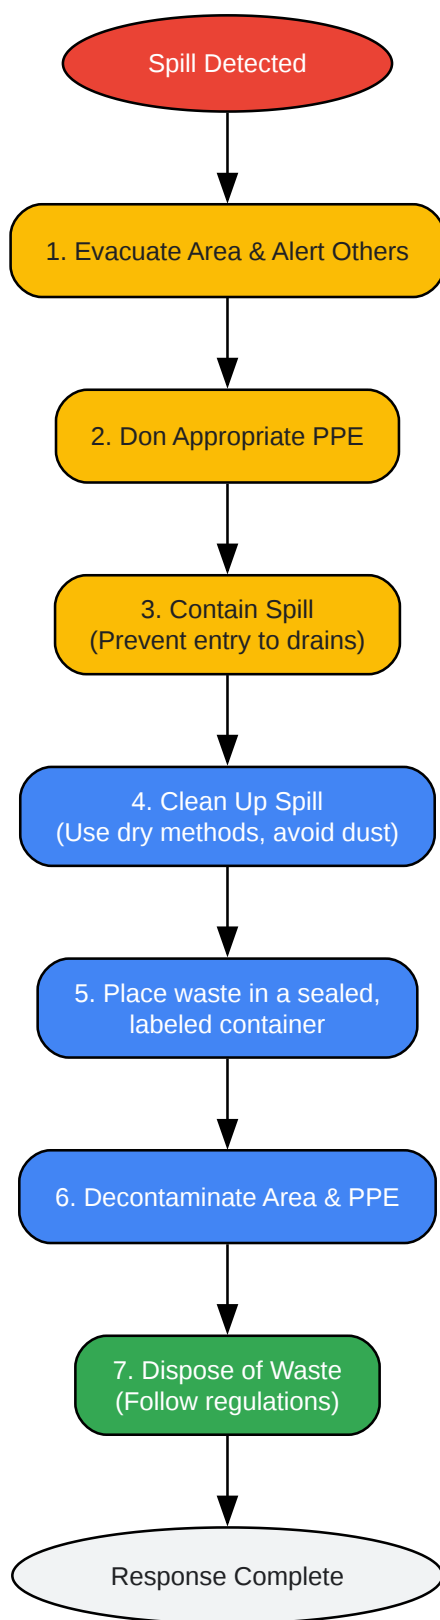 Spill Detected
1. Evacuate Area & Alert Others
2. Don Appropriate PPE
3. Contain Spill
(Prevent entry to drains)
4. Clean Up Spill
(Use dry methods, avoid dust)
5. Place waste in a sealed,
labeled container
6. Decontaminate Area & PPE
7. Dispose of Waste
(Follow regulations)
Response Complete